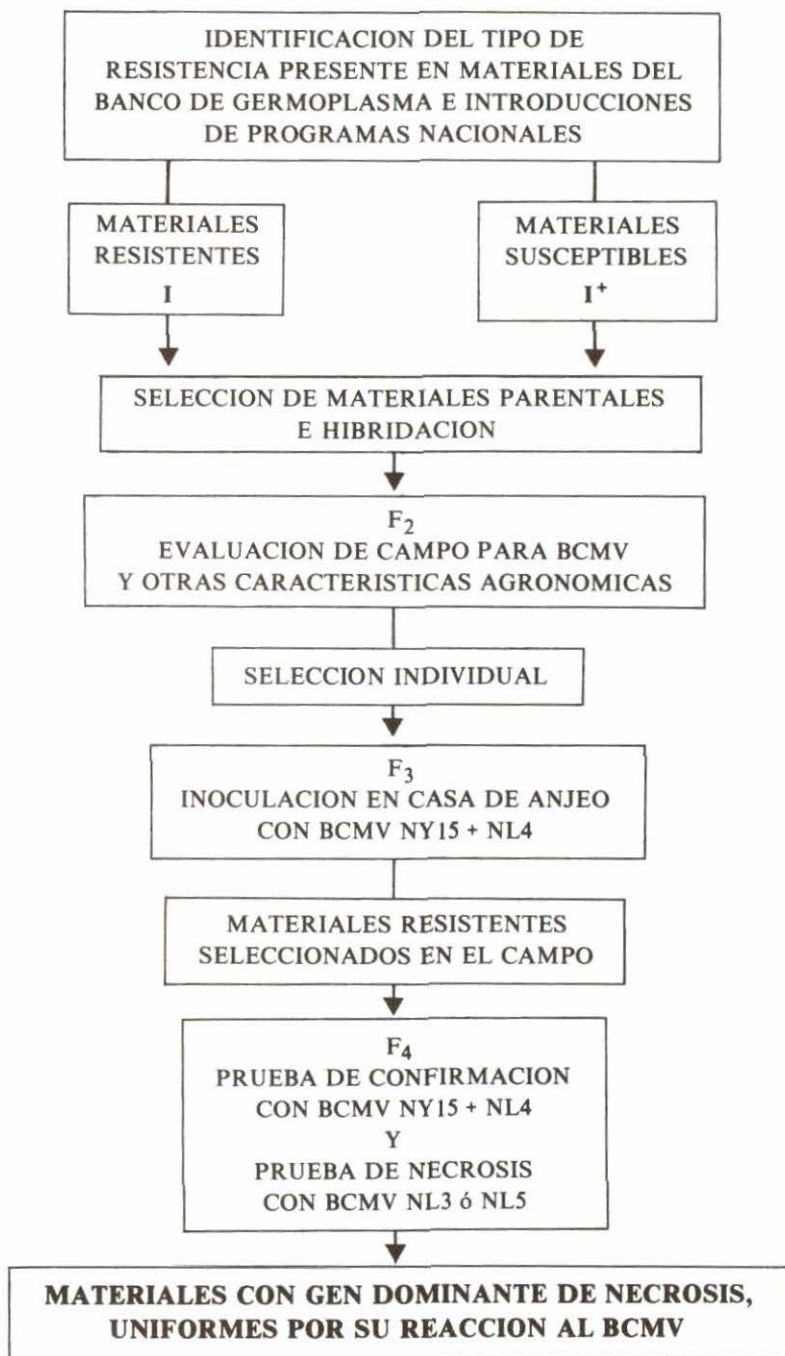 IDENTIFICACION DEL TIPO DE
RESISTENCIA PRESENTE EN MATERIALES DEL
BANCO DE GERMOPLASMA E INTRODUCCIONES
DE PROGRAMAS NACIONALES
MATERIALES
RESISTENTES
I
MATERIALES
SUSCEPTIBLES
I⁺
SELECCION DE MATERIALES PARENTALES
E HIBRIDACION
F₂
EVALUACION DE CAMPO PARA BCMV
Y OTRAS CARACTERISTICAS AGRONOMICAS
SELECCION INDIVIDUAL
F₃
INOCULACION EN CASA DE ANJEO
CON BCMV NY15 + NL4
MATERIALES RESISTENTES
SELECCIONADOS EN EL CAMPO
F₄
PRUEBA DE CONFIRMACION
CON BCMV NY15 + NL4
Y
PRUEBA DE NECROSIS
CON BCMV NL3 ó NL5
MATERIALES CON GEN DOMINANTE DE NECROSIS,
UNIFORMES POR SU REACCION AL BCMV